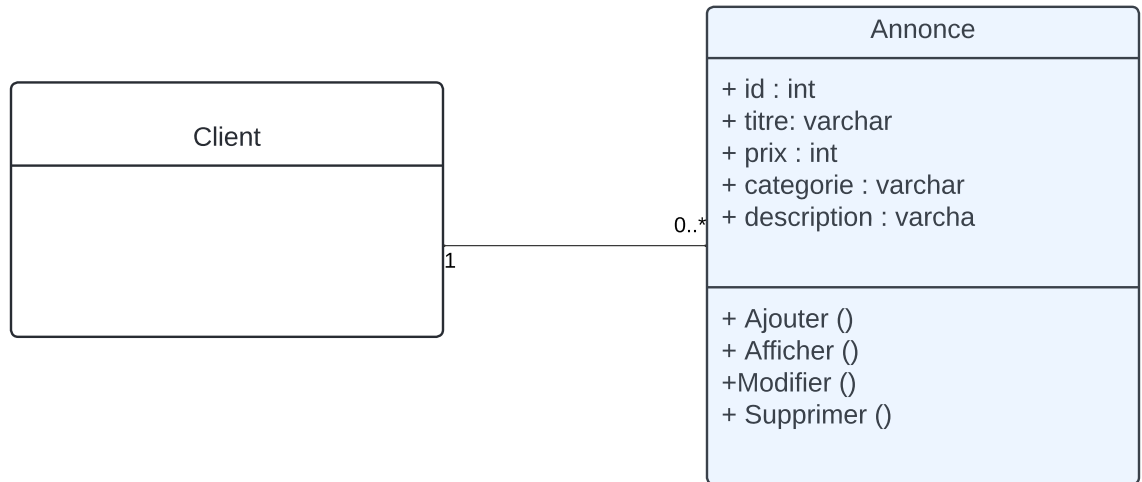 Client
1
0..*
Annonce
+ id : int
+ titre: varchar
+ prix : int
+ categorie : varchar
+ description : varcha
+ Ajouter ()
+ Afficher ()
+Modifier ()
+ Supprimer ()